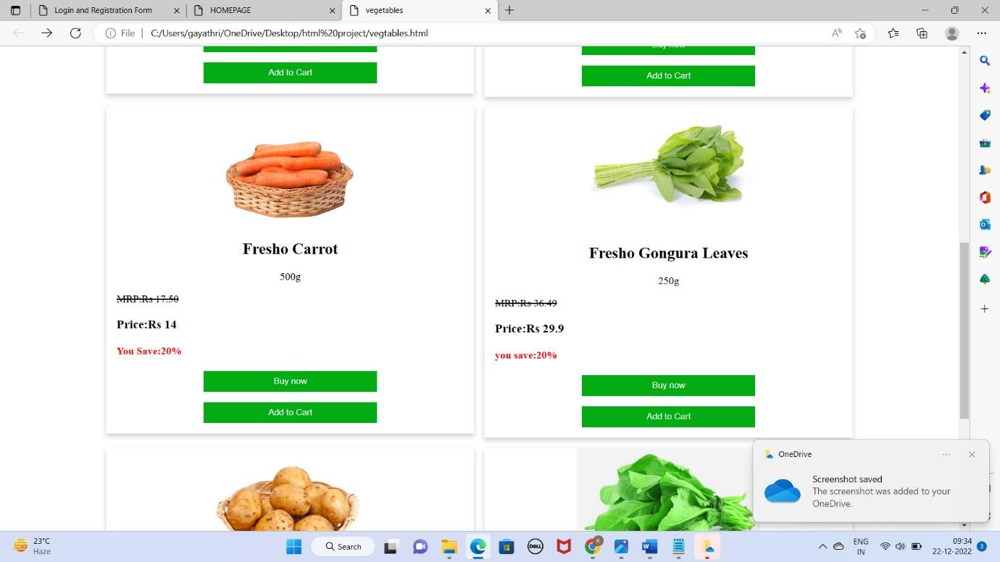 Login and Registration Form
HOMEPAGE
vegetables
File
C:/Users/gayathri/OneDrive/Desktop/html%20project/vegtables.html
Add to Cart
Buy now
Add to Cart
Fresho Carrot
500g
MRP:Rs 17.50
Price:Rs 14
You Save:20%
Buy now
Add to Cart
Fresho Gongura Leaves
250g
MRP:Rs 36.49
Price:Rs 29.9
you save:20%
Buy now
Add to Cart
OneDrive
Screenshot saved
The screenshot was added to your
OneDrive.
23°C
Haze
Search
DELL
ENG
IN
09:34
22-12-2022
3